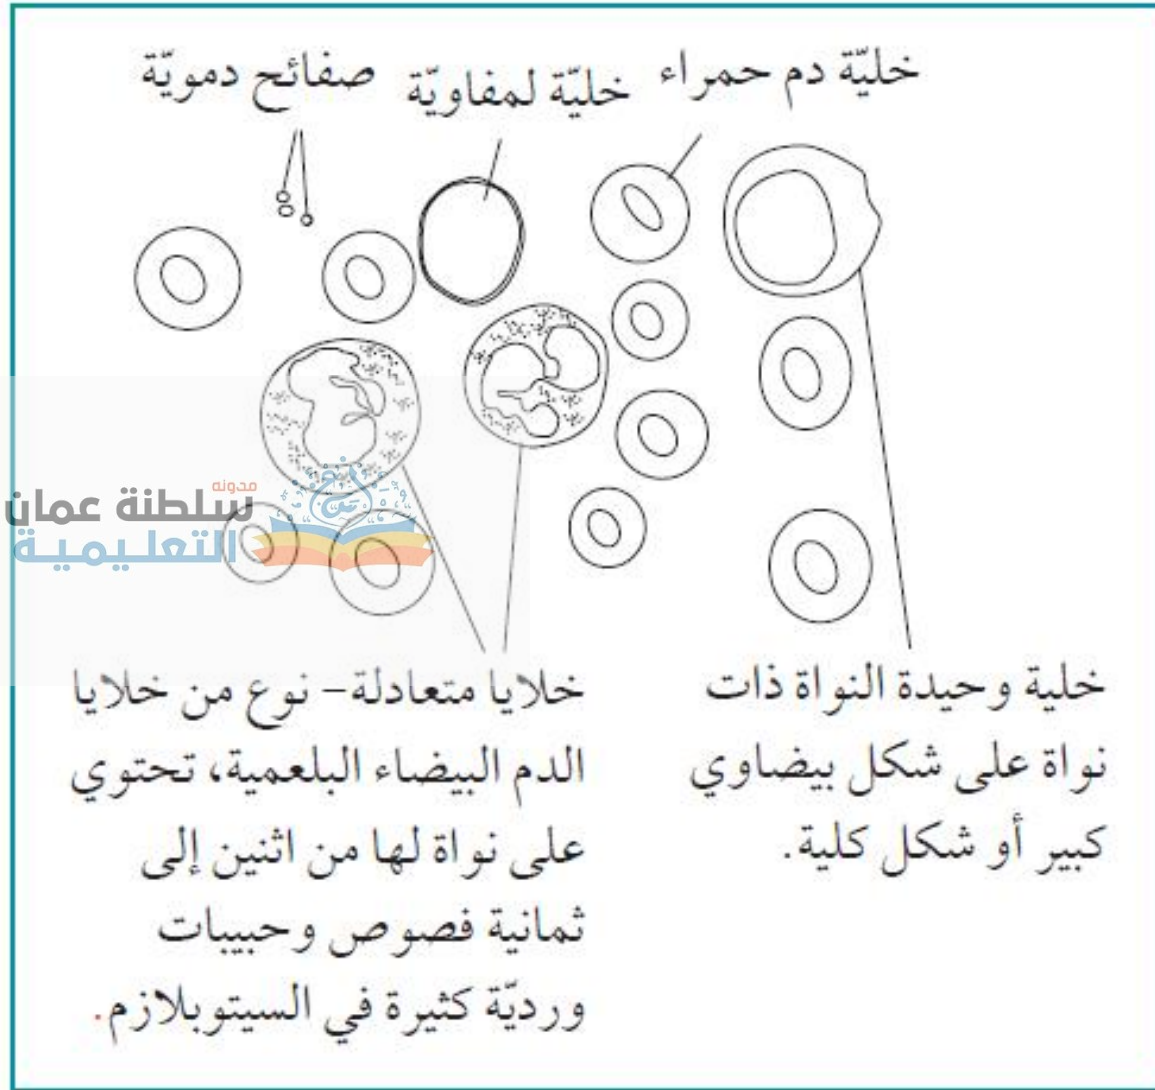 خليّة دم حمراء
خليّة لمفاويّة
صفائح دمويّة
مدونه
سلطنة عمان
التعليمية
خلية وحيدة النواة ذات
نواة على شكل بيضاوي
كبير أو شكل كلية.
خلايا متعادلة - نوع من خلايا
الدم البيضاء البلعمية، تحتوي
على نواة لها من اثنين إلى
ثمانية فصوص وحبيبات
ورديّة كثيرة في السيتوبلازم.